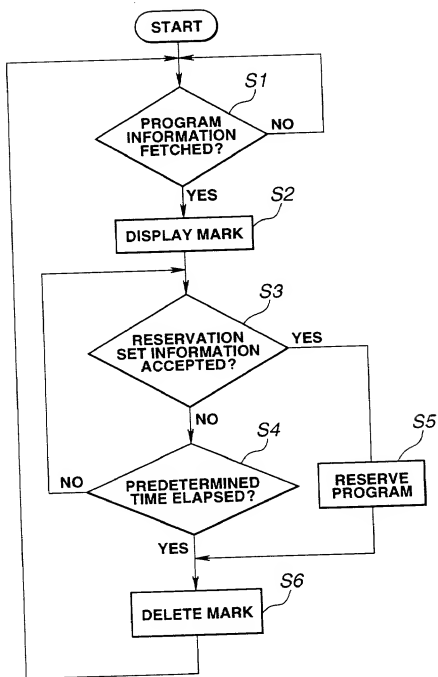 START
S1
PROGRAM
INFORMATION
FETCHED?
NO
YES
S2
DISPLAY MARK
S3
RESERVATION
SET INFORMATION
ACCEPTED?
YES
NO
S4
S5
PREDETERMINED
TIME ELAPSED?
NO
RESERVE
PROGRAM
YES
S6
DELETE MARK